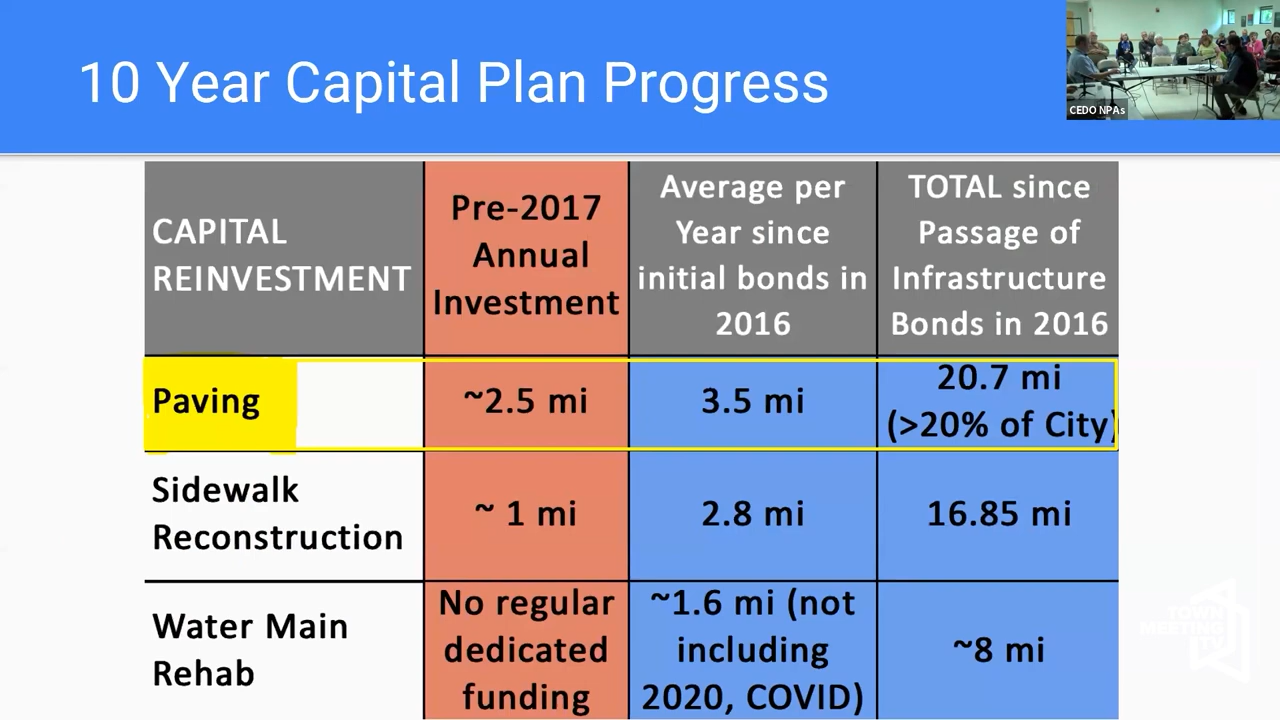 10 Year Capital Plan Progress
CEDO NPAs
CAPITAL
REINVESTMENT
Pre-2017
Annual
Investment
Average per
Year since
initial bonds in
2016
TOTAL since
Passage of
Infrastructure
Bonds in 2016
Paving
~2.5 mi
3.5 mi
20.7 mi
(>20% of City)
Sidewalk
Reconstruction
~ 1 mi
2.8 mi
16.85 mi
Water Main
Rehab
No regular
dedicated
funding
~1.6 mi (not
including
2020, COVID)
~8 mi
TOWN
MEETING
TV